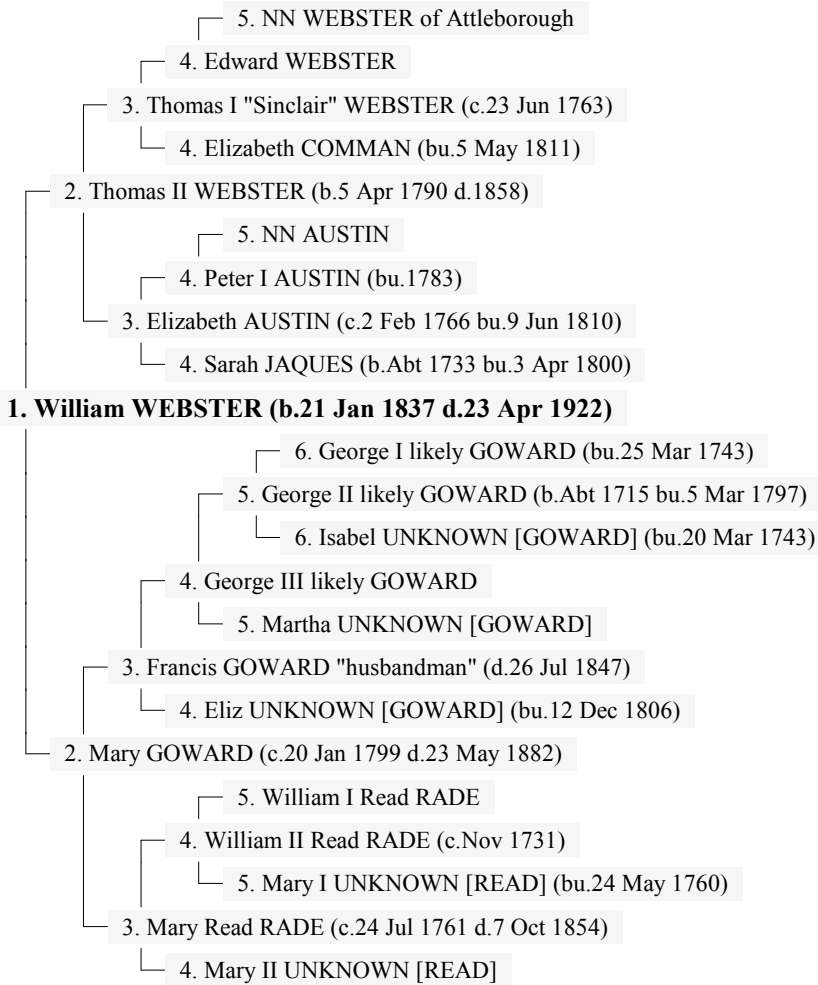 5. NN WEBSTER of Attleborough
4. Edward WEBSTER
3. Thomas I "Sinclair" WEBSTER (c.23 Jun 1763)
4. Elizabeth COMMAN (bu.5 May 1811)
2. Thomas II WEBSTER (b.5 Apr 1790 d.1858)
5. NN AUSTIN
4. Peter I AUSTIN (bu.1783)
3. Elizabeth AUSTIN (c.2 Feb 1766 bu.9 Jun 1810)
4. Sarah JAQUES (b.Abt 1733 bu.3 Apr 1800)
1. William WEBSTER (b.21 Jan 1837 d.23 Apr 1922)
6. George I likely GOWARD (bu.25 Mar 1743)
5. George II likely GOWARD (b.Abt 1715 bu.5 Mar 1797)
6. Isabel UNKNOWN [GOWARD] (bu.20 Mar 1743)
4. George III likely GOWARD
5. Martha UNKNOWN [GOWARD]
3. Francis GOWARD "husbandman" (d.26 Jul 1847)
4. Eliz UNKNOWN [GOWARD] (bu.12 Dec 1806)
2. Mary GOWARD (c.20 Jan 1799 d.23 May 1882)
5. William I Read RADE
4. William II Read RADE (c.Nov 1731)
5. Mary I UNKNOWN [READ] (bu.24 May 1760)
3. Mary Read RADE (c.24 Jul 1761 d.7 Oct 1854)
4. Mary II UNKNOWN [READ]